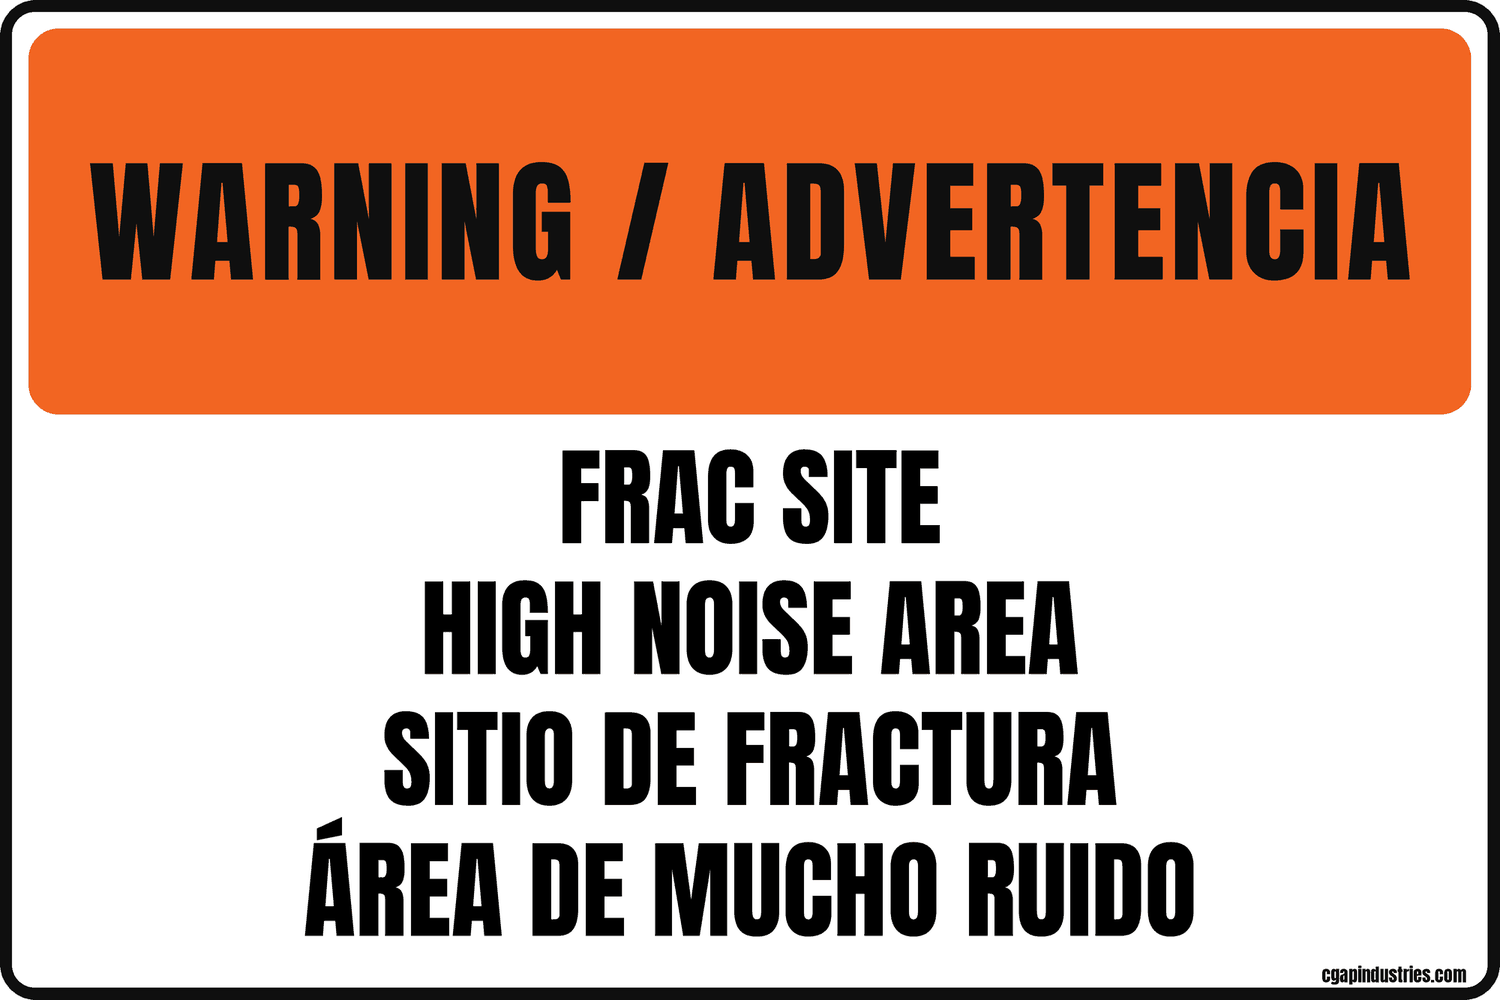 WARNING / ADVERTENCIA
FRAC SITE
HIGH NOISE AREA
SITIO DE FRACTURA
ÁREA DE MUCHO RUIDO
cgapindustries.com